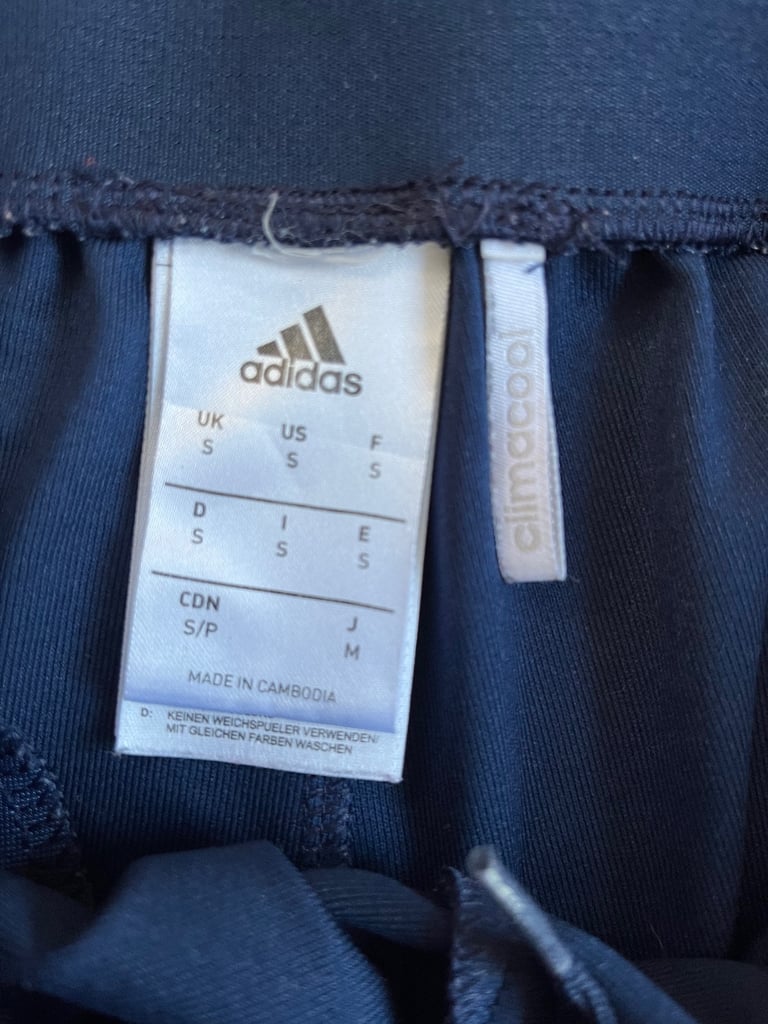 adidas
UK US F
S S S
D I E
S S S
CDN J
S/P M
MADE IN CAMBODIA
D: KEINEN WEICHSPUELER VERWENDEN/
MIT GLEICHEN FARBEN WASCHEN
climacool